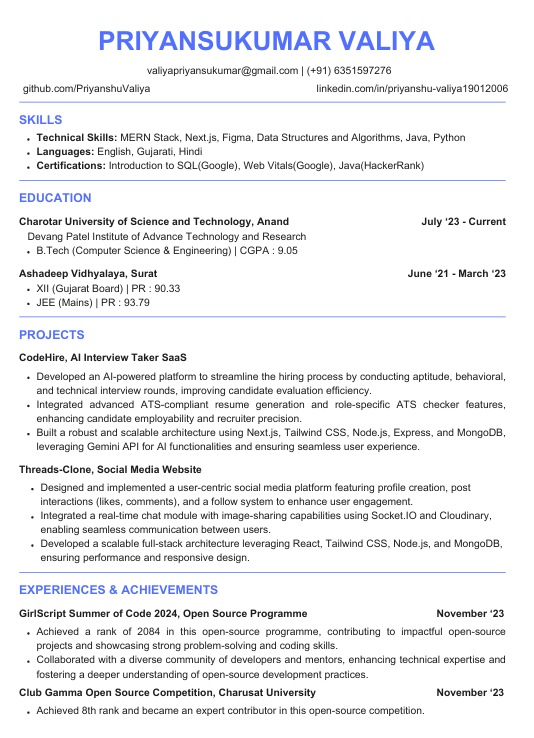 PRIYANSUKUMAR VALIYA
valiyapriyansukumar@gmail.com | (+91) 6351597276
github.com/PriyanshuValiya linkedin.com/in/priyanshu-valiya19012006
SKILLS
• Technical Skills: MERN Stack, Next.js, Figma, Data Structures and Algorithms, Java, Python
• Languages: English, Gujarati, Hindi
• Certifications: Introduction to SQL(Google), Web Vitals(Google), Java(HackerRank)
EDUCATION
Charotar University of Science and Technology, Anand July ‘23 - Current
Devang Patel Institute of Advance Technology and Research
• B.Tech (Computer Science & Engineering) | CGPA : 9.05
Ashadeep Vidhyalaya, Surat June ‘21 - March ‘23
• XII (Gujarat Board) | PR : 90.33
• JEE (Mains) | PR : 93.79
PROJECTS
CodeHire, AI Interview Taker SaaS
• Developed an AI-powered platform to streamline the hiring process by conducting aptitude, behavioral,
and technical interview rounds, improving candidate evaluation efficiency.
• Integrated advanced ATS-compliant resume generation and role-specific ATS checker features,
enhancing candidate employability and recruiter precision.
• Built a robust and scalable architecture using Next.js, Tailwind CSS, Node.js, Express, and MongoDB,
leveraging Gemini API for AI functionalities and ensuring seamless user experience.
Threads-Clone, Social Media Website
• Designed and implemented a user-centric social media platform featuring profile creation, post
interactions (likes, comments), and a follow system to enhance user engagement.
• Integrated a real-time chat module with image-sharing capabilities using Socket.IO and Cloudinary,
enabling seamless communication between users.
• Developed a scalable full-stack architecture leveraging React, Tailwind CSS, Node.js, and MongoDB,
ensuring performance and responsive design.
EXPERIENCES & ACHIEVEMENTS
GirlScript Summer of Code 2024, Open Source Programme November ‘23
• Achieved a rank of 2084 in this open-source programme, contributing to impactful open-source
projects and showcasing strong problem-solving and coding skills.
• Collaborated with a diverse community of developers and mentors, enhancing technical expertise and
fostering a deeper understanding of open-source development practices.
Club Gamma Open Source Competition, Charusat University November ‘23
• Achieved 8th rank and became an expert contributor in this open-source competition.